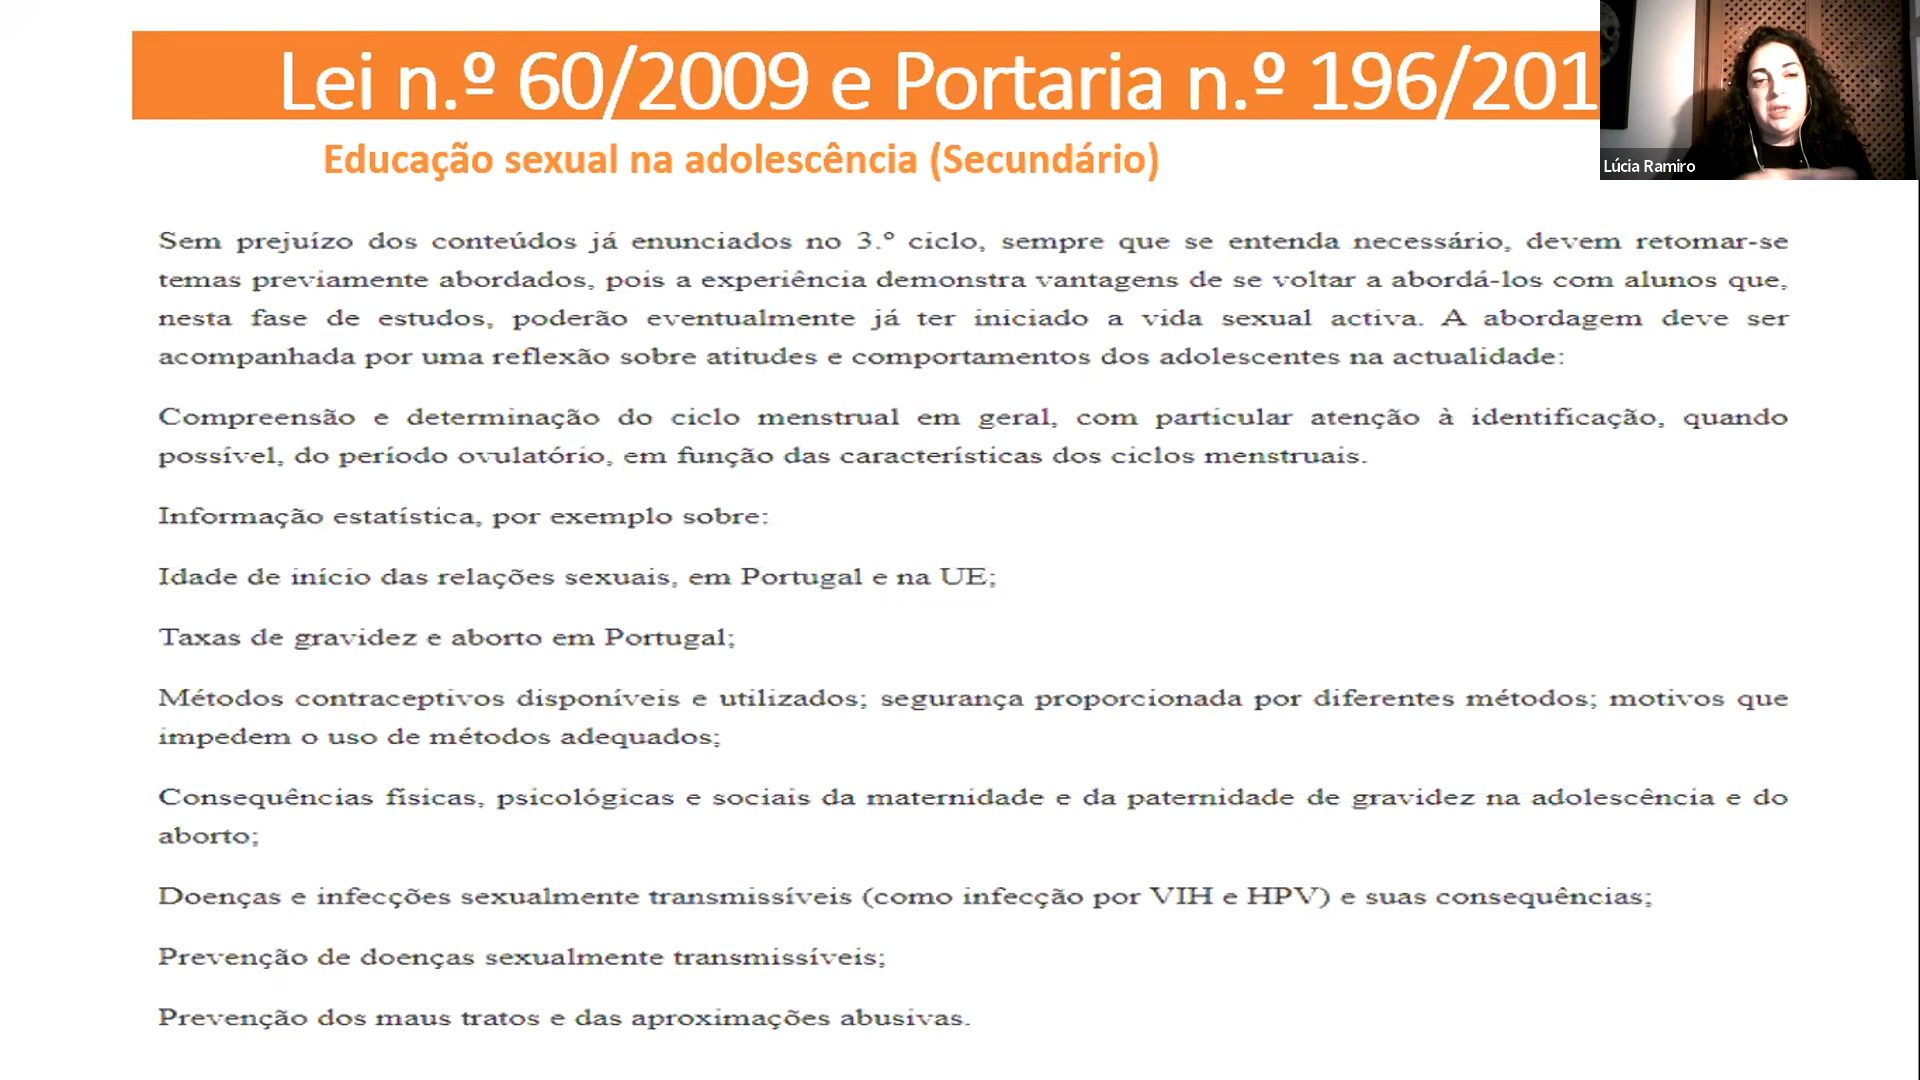 Lei n.º 60/2009 e Portaria n.º 196/201
Lúcia Ramiro
Educação sexual na adolescência (Secundário)
Sem prejuízo dos conteúdos já enunciados no 3.º ciclo, sempre que se entenda necessário, devem retomar-se
temas previamente abordados, pois a experiência demonstra vantagens de se voltar a abordá-los com alunos que,
nesta fase de estudos, poderão eventualmente já ter iniciado a vida sexual activa. A abordagem deve ser
acompanhada por uma reflexão sobre atitudes e comportamentos dos adolescentes na actualidade:
Compreensão e determinação do ciclo menstrual em geral, com particular atenção à identificação, quando
possível, do período ovulatório, em função das características dos ciclos menstruais.
Informação estatística, por exemplo sobre:
Idade de início das relações sexuais, em Portugal e na UE;
Taxas de gravidez e aborto em Portugal;
Métodos contraceptivos disponíveis e utilizados; segurança proporcionada por diferentes métodos; motivos que
impedem o uso de métodos adequados;
Consequências físicas, psicológicas e sociais da maternidade e da paternidade de gravidez na adolescência e do
aborto;
Doenças e infecções sexualmente transmissíveis (como infecção por VIH e HPV) e suas consequências;
Prevenção de doenças sexualmente transmissíveis;
Prevenção dos maus tratos e das aproximações abusivas.